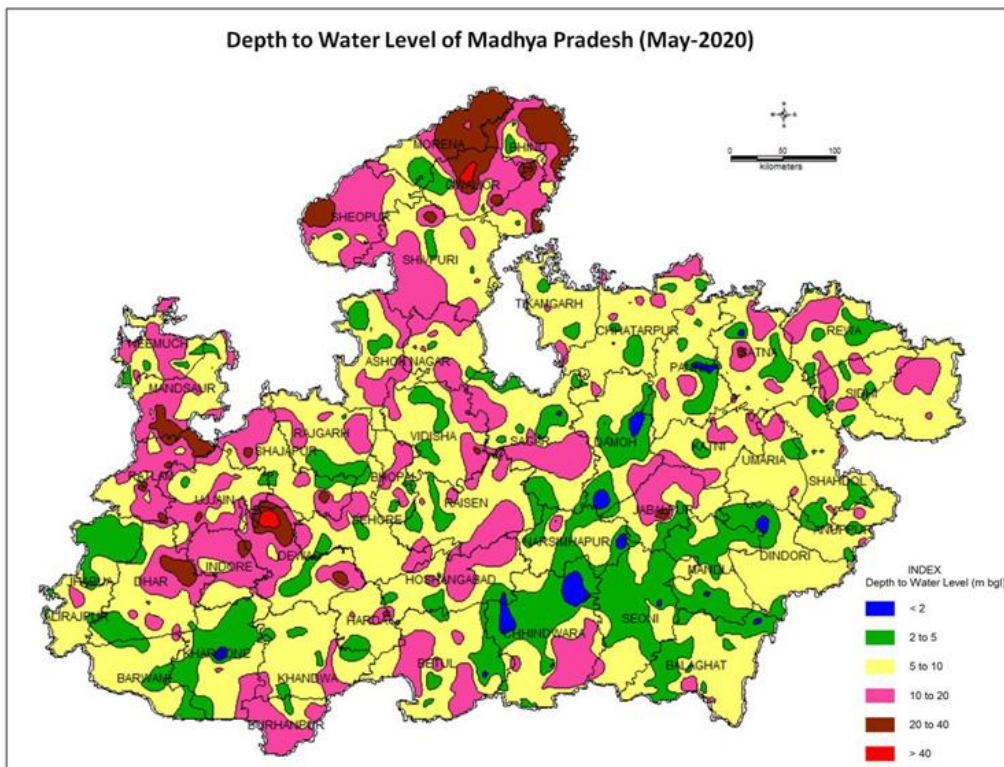 Depth to Water Level of Madhya Pradesh (May-2020)
N
0 50 100
kilometers
MORENA
BHIND
GWALIOR
SHEOPUR
SHIVPURI
TIKAMGARH
CHHATARPUR
REWA
NEEMUCH
ASHOK NAGAR
PANNA
SATNA
MANDSAUR
SIDHI
RAJGARH
VIDISHA
SAGAR
DAMOH
KATNI
SHAJAPUR
UMARIA
RATLAM
BHOPAL
SHAHDOL
UJJAIN
RAISEN
SEHORE
JABALPUR
ANUPPUR
NARSIMHAPUR
DEWAS
DINDORI
INDORE
HOSHANGABAD
MANDLA
JHABUA
DHAR
ALIRAJPUR
HARDA
CHHINDWARA
SEONI
KHARGONE
BETUL
BALAGHAT
BARWANI
KHANDWA
BURHANPUR
INDEX
Depth to Water Level (m bgl)
< 2
2 to 5
5 to 10
10 to 20
20 to 40
> 40